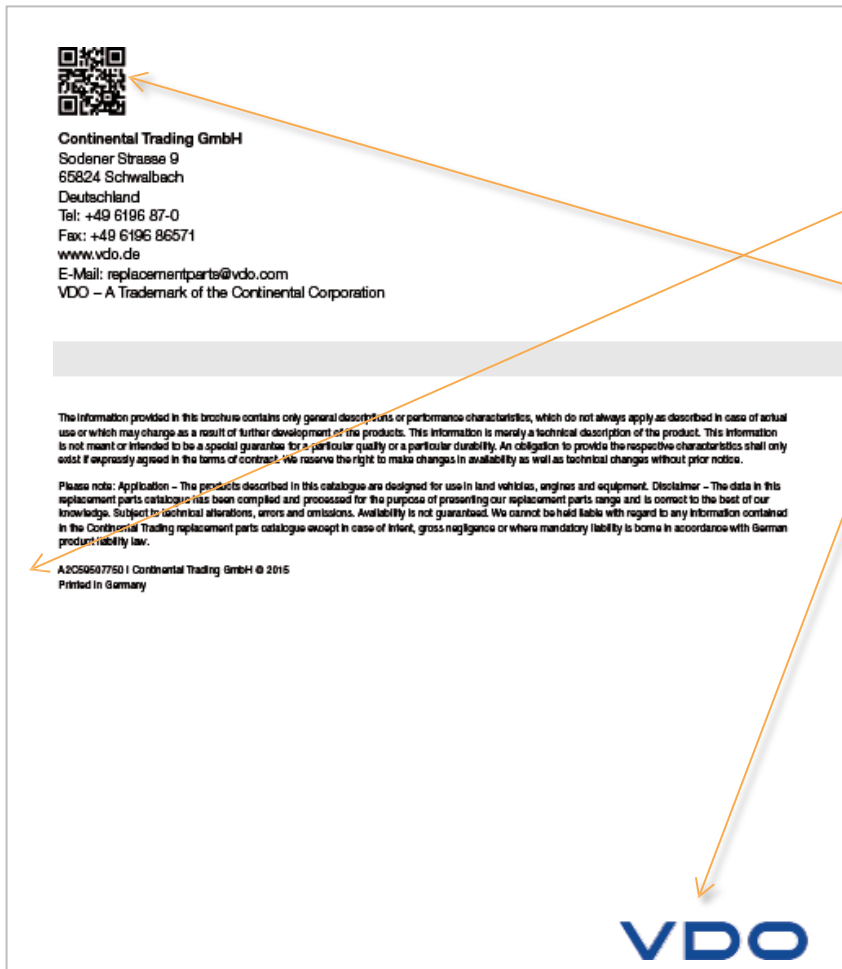 Continental Trading GmbH
Sodener Strasse 9
65824 Schwalbach
Deutschland
Tel: +49 6196 87-0
Fax: +49 6196 86571
www.vdo.de
E-Mail: replacementparts@vdo.com
VDO – A Trademark of the Continental Corporation
The information provided in this brochure contains only general descriptions or performance characteristics, which do not always apply as described in case of actual
use or which may change as a result of further development of the products. This information is merely a technical description of the product. This information
is not meant or intended to be a special guarantee for a particular quality or a particular durability. An obligation to provide the respective characteristics shall only
exist if expressly agreed in the terms of contract. We reserve the right to make changes in availability as well as technical changes without prior notice.
Please note: Application – The products described in this catalogue are designed for use in land vehicles, engines and equipment. Disclaimer – The data in this
replacement parts catalogue has been compiled and processed for the purpose of presenting our replacement parts range and is correct to the best of our
knowledge. Subject to technical alterations, errors and omissions. Availability is not guaranteed. We cannot be held liable with regard to any information contained
in the Continental Trading replacement parts catalogue except in case of intent, gross negligence or where mandatory liability is borne in accordance with German
product liability law.
A2C59507750 | Continental Trading GmbH © 2015
Printed in Germany
VDO